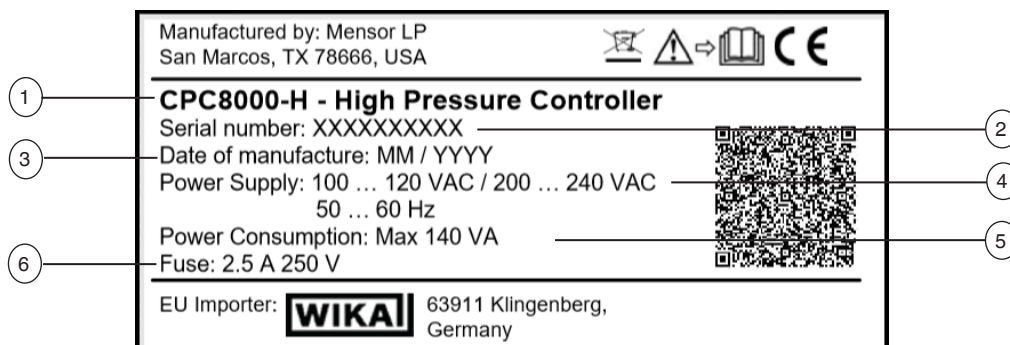 Manufactured by: Mensor LP
San Marcos, TX 78666, USA
CE
1
CPC8000-H - High Pressure Controller
Serial number: XXXXXXXXXX
2
3
Date of manufacture: MM / YYYY
Power Supply: 100 ... 120 VAC / 200 ... 240 VAC
4
50 ... 60 Hz
Power Consumption: Max 140 VA
5
6
Fuse: 2.5 A 250 V
EU Importer: WIKA 63911 Klingenberg,
Germany